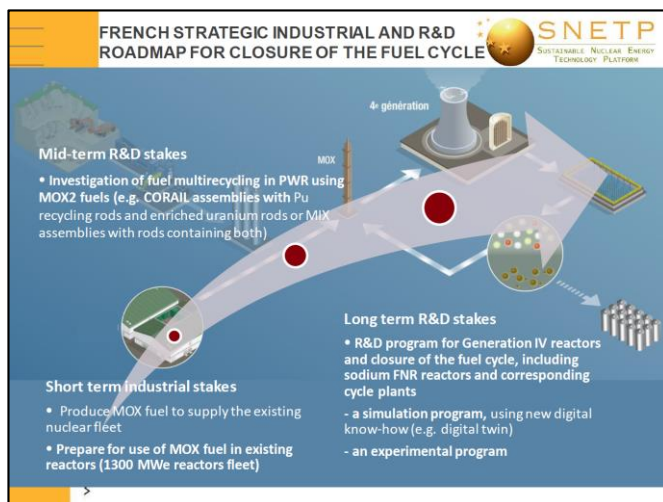 FRENCH STRATEGIC INDUSTRIAL AND R&D
ROADMAP FOR CLOSURE OF THE FUEL CYCLE
SNETP
SUSTAINABLE NUCLEAR ENERGY
TECHNOLOGY PLATFORM
4e génération
MOX
Mid-term R&D stakes
• Investigation of fuel multirecycling in PWR using
MOX2 fuels (e.g. CORAIL assemblies with Pu
recycling rods and enriched uranium rods or MIX
assemblies with rods containing both)
Short term industrial stakes
• Produce MOX fuel to supply the existing
nuclear fleet
• Prepare for use of MOX fuel in existing
reactors (1300 MWe reactors fleet)
Long term R&D stakes
• R&D program for Generation IV reactors
and closure of the fuel cycle, including
sodium FNR reactors and corresponding
cycle plants
- a simulation program, using new digital
know-how (e.g. digital twin)
- an experimental program
>